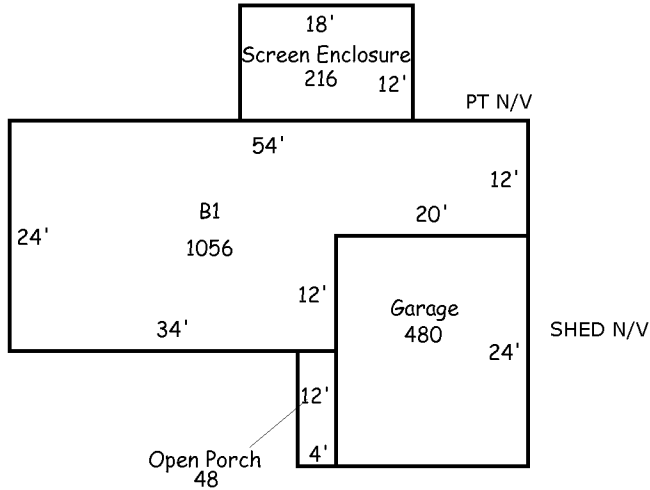 18'
Screen Enclosure
216
12'
PT N/V
54'
12'
B1
20'
24'
1056
12'
Garage
480
34'
24'
SHED N/V
12'
4'
Open Porch
48